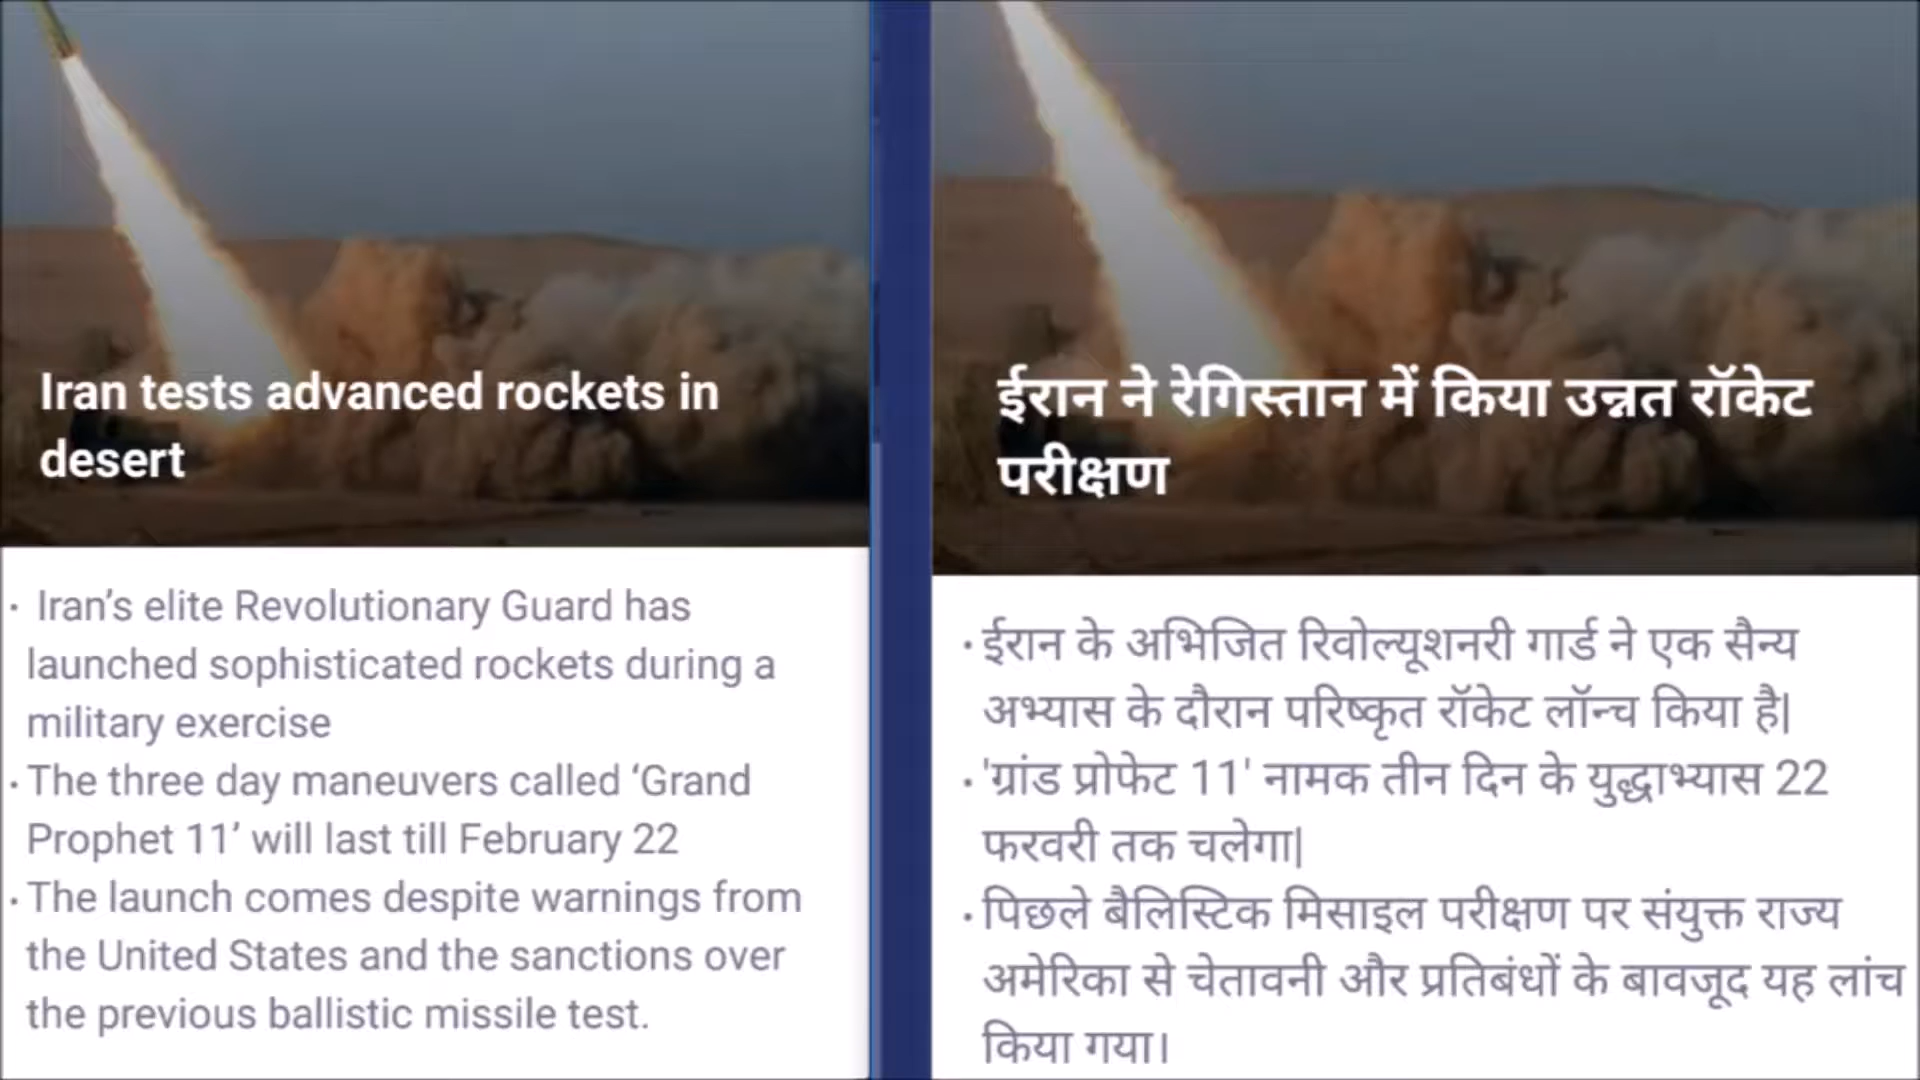 Iran tests advanced rockets in
desert
· Iran’s elite Revolutionary Guard has
launched sophisticated rockets during a
military exercise
· The three day maneuvers called ‘Grand
Prophet 11’ will last till February 22
· The launch comes despite warnings from
the United States and the sanctions over
the previous ballistic missile test.
ईरान ने रेगिस्तान में किया उन्नत रॉकेट
परीक्षण
· ईरान के अभिजित रिवोल्यूशनरी गार्ड ने एक सैन्य
अभ्यास के दौरान परिष्कृत रॉकेट लॉन्च किया है|
· 'ग्रांड प्रोफेट 11' नामक तीन दिन के युद्धाभ्यास 22
फरवरी तक चलेगा|
· पिछले बैलिस्टिक मिसाइल परीक्षण पर संयुक्त राज्य
अमेरिका से चेतावनी और प्रतिबंधों के बावजूद यह लांच
किया गया।